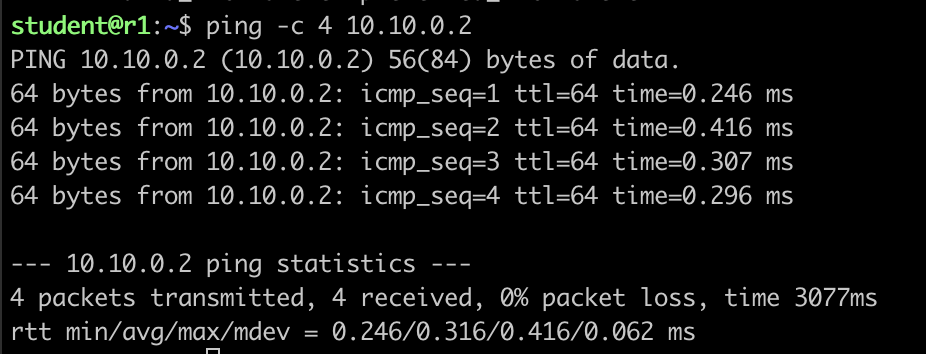 student@r1:~$ ping -c 4 10.10.0.2
PING 10.10.0.2 (10.10.0.2) 56(84) bytes of data.
64 bytes from 10.10.0.2: icmp_seq=1 ttl=64 time=0.246 ms
64 bytes from 10.10.0.2: icmp_seq=2 ttl=64 time=0.416 ms
64 bytes from 10.10.0.2: icmp_seq=3 ttl=64 time=0.307 ms
64 bytes from 10.10.0.2: icmp_seq=4 ttl=64 time=0.296 ms

--- 10.10.0.2 ping statistics ---
4 packets transmitted, 4 received, 0% packet loss, time 3077ms
rtt min/avg/max/mdev = 0.246/0.316/0.416/0.062 ms